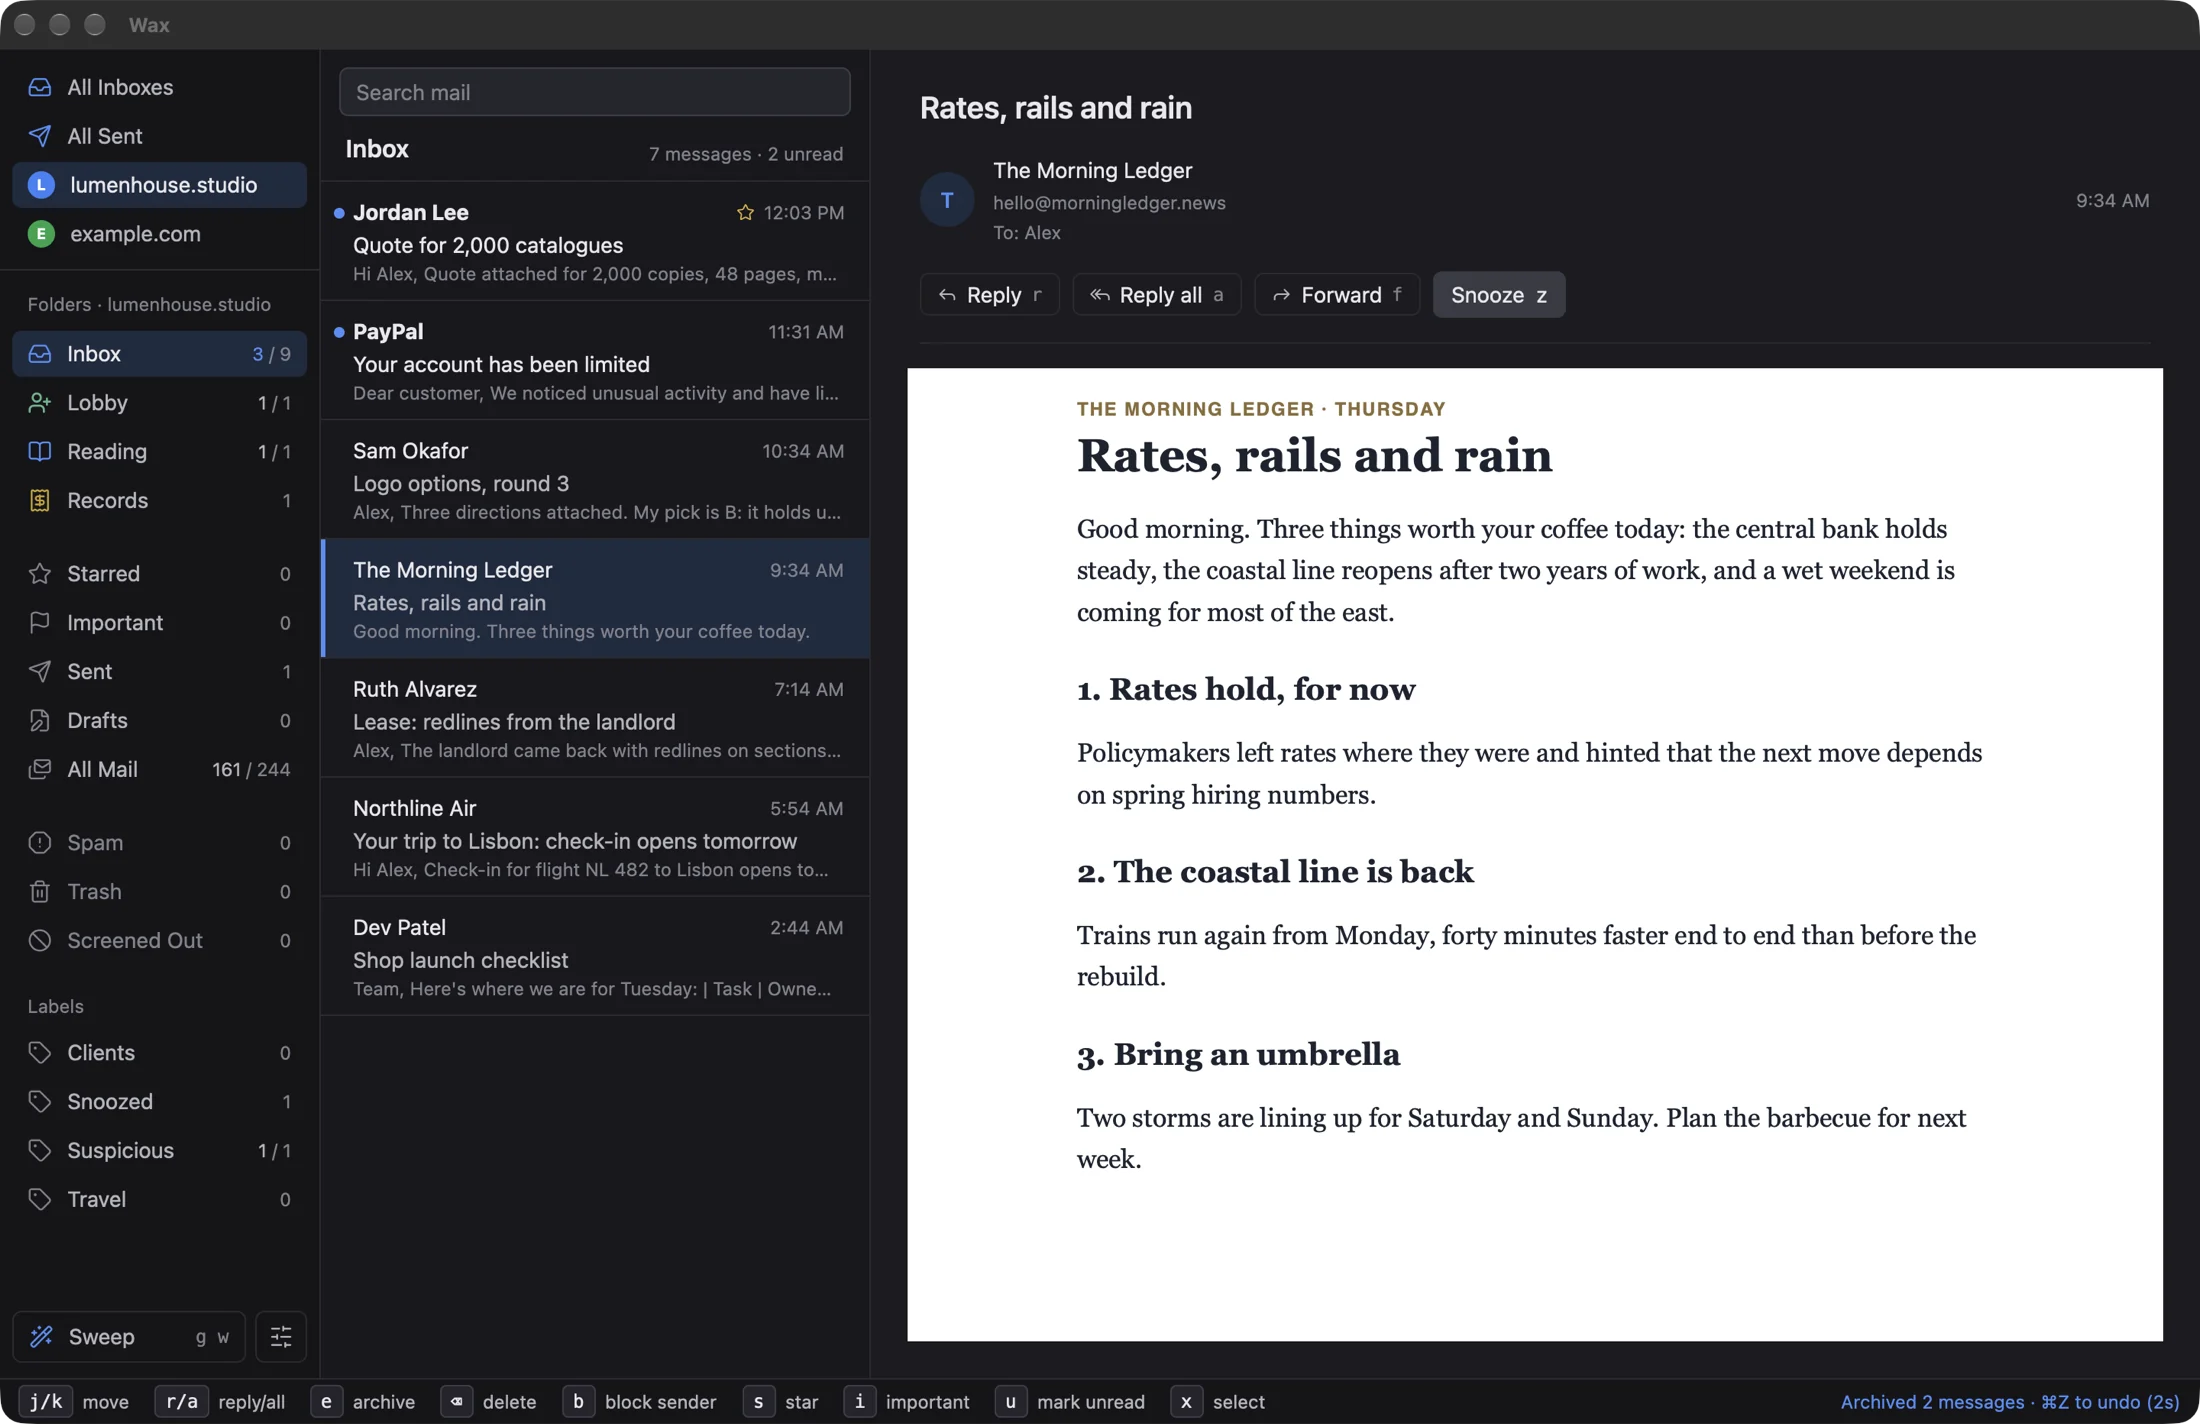 Wax
All Inboxes
All Sent
L lumenhouse.studio
E example.com
Folders · lumenhouse.studio
Inbox 3 / 9
Lobby 1 / 1
Reading 1 / 1
Records 1
Starred 0
Important 0
Sent 1
Drafts 0
All Mail 161 / 244
Spam 0
Trash 0
Screened Out 0
Labels
Clients 0
Snoozed 1
Suspicious 1 / 1
Travel 0
Sweep g w
Search mail
Inbox 7 messages · 2 unread
Jordan Lee 12:03 PM
Quote for 2,000 catalogues
Hi Alex, Quote attached for 2,000 copies, 48 pages, m...
PayPal 11:31 AM
Your account has been limited
Dear customer, We noticed unusual activity and have li...
Sam Okafor 10:34 AM
Logo options, round 3
Alex, Three directions attached. My pick is B: it holds u...
The Morning Ledger 9:34 AM
Rates, rails and rain
Good morning. Three things worth your coffee today.
Ruth Alvarez 7:14 AM
Lease: redlines from the landlord
Alex, The landlord came back with redlines on sections...
Northline Air 5:54 AM
Your trip to Lisbon: check-in opens tomorrow
Hi Alex, Check-in for flight NL 482 to Lisbon opens to...
Dev Patel 2:44 AM
Shop launch checklist
Team, Here's where we are for Tuesday: | Task | Owne...
Rates, rails and rain
T
The Morning Ledger
hello@morningledger.news
To: Alex
9:34 AM
Reply r Reply all a Forward f Snooze z
THE MORNING LEDGER · THURSDAY
Rates, rails and rain
Good morning. Three things worth your coffee today: the central bank holds
steady, the coastal line reopens after two years of work, and a wet weekend is
coming for most of the east.
1. Rates hold, for now
Policymakers left rates where they were and hinted that the next move depends
on spring hiring numbers.
2. The coastal line is back
Trains run again from Monday, forty minutes faster end to end than before the
rebuild.
3. Bring an umbrella
Two storms are lining up for Saturday and Sunday. Plan the barbecue for next
week.
j/k move r/a reply/all e archive ⌫ delete b block sender s star i important u mark unread x select
Archived 2 messages · ⌘Z to undo (2s)